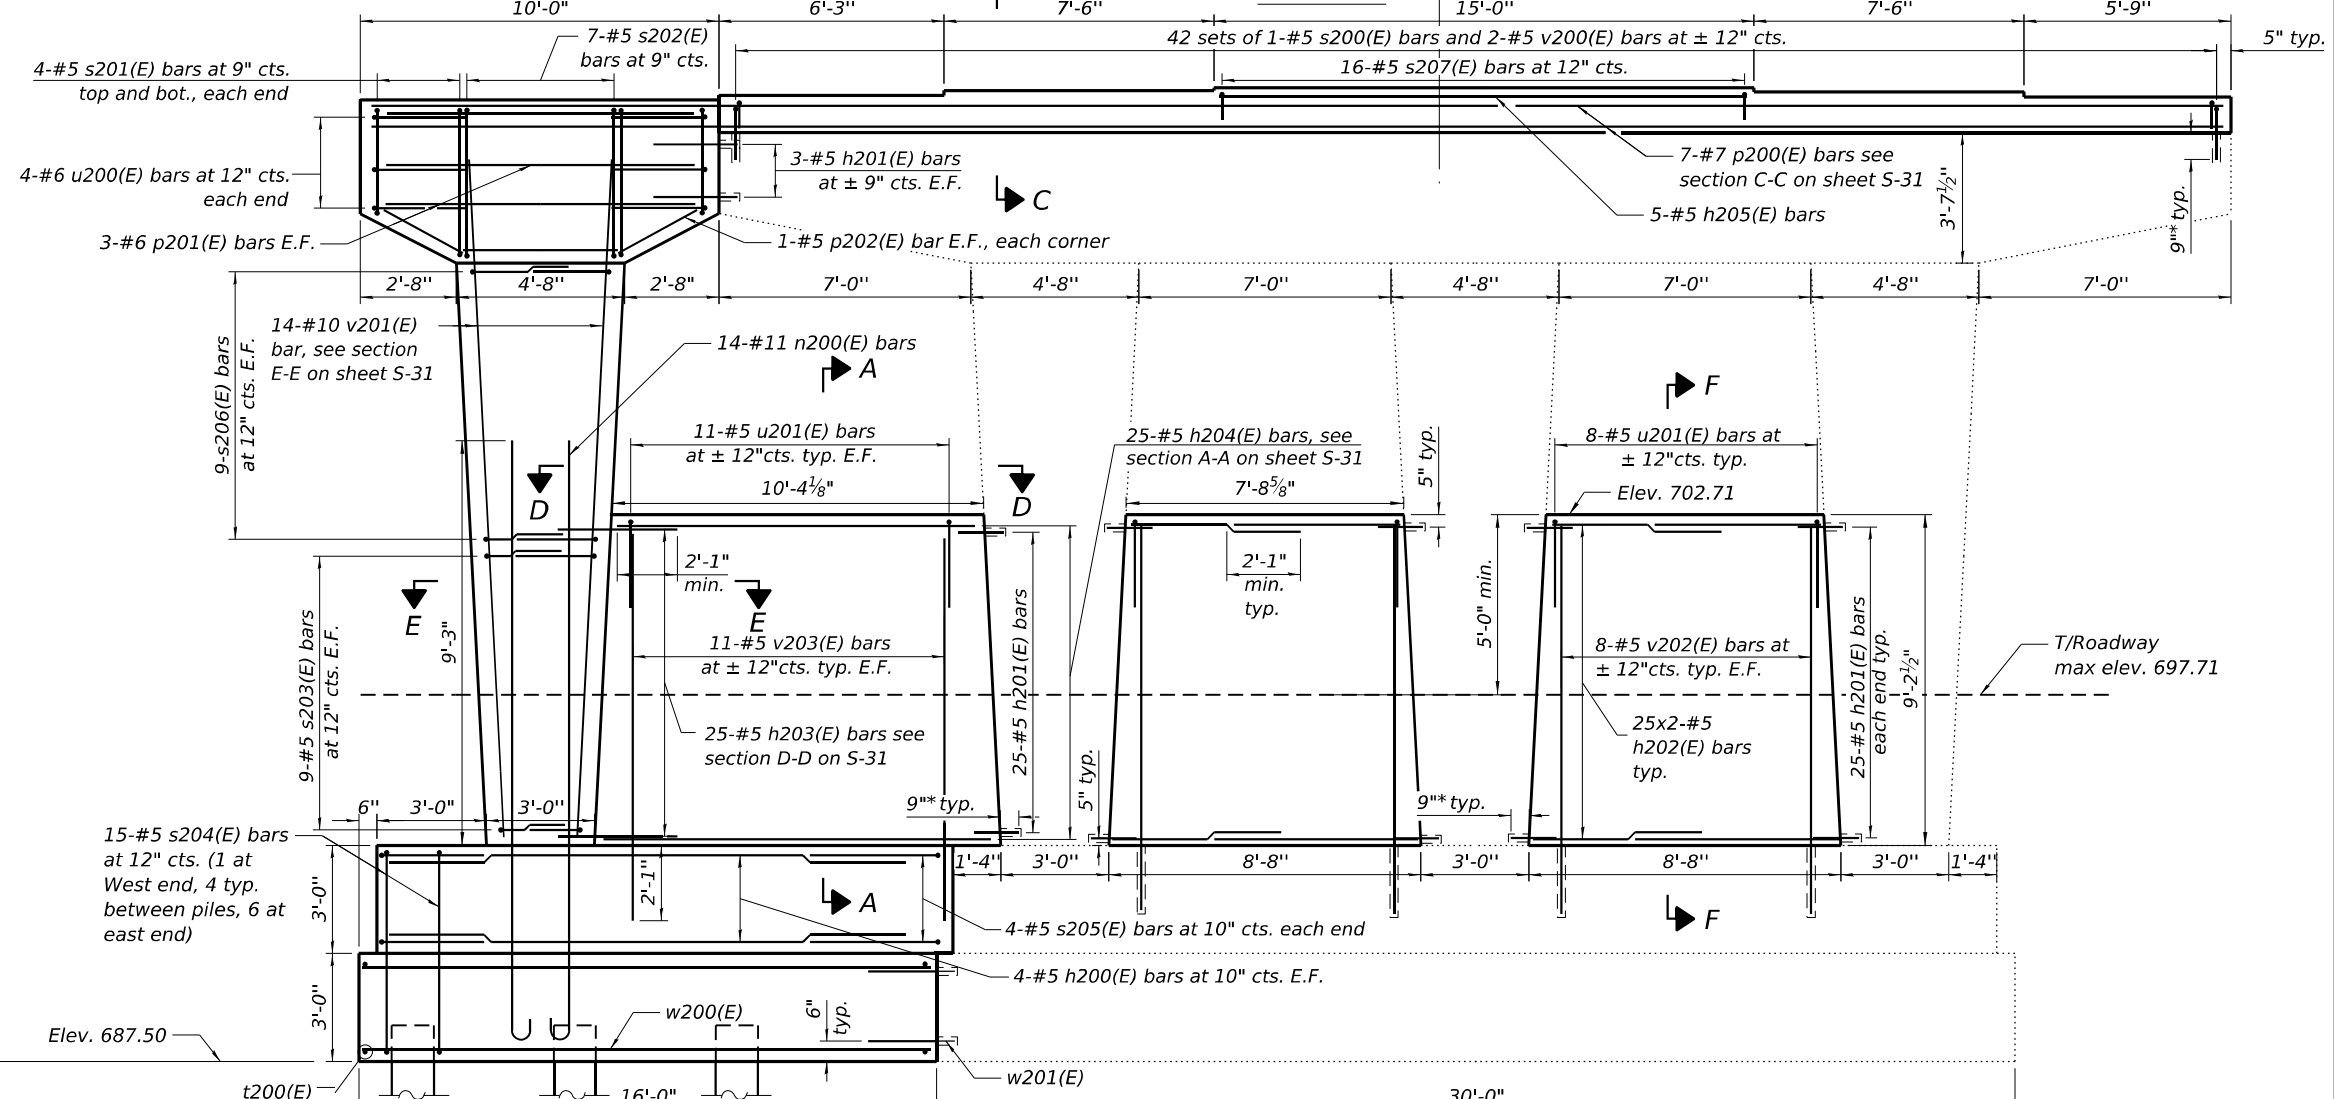 10'-0"
6'-3''
7'-6''
15'-0''
7'-6''
5'-9''
7-#5 s202(E)
bars at 9" cts.
42 sets of 1-#5 s200(E) bars and 2-#5 v200(E) bars at ± 12" cts.
5" typ.
4-#5 s201(E) bars at 9" cts.
top and bot., each end
16-#5 s207(E) bars at 12" cts.
4-#6 u200(E) bars at 12" cts.
each end
3-#5 h201(E) bars
at ± 9" cts. E.F.
C
7-#7 p200(E) bars see
section C-C on sheet S-31
3'-7½''
9"* typ.
5-#5 h205(E) bars
3-#6 p201(E) bars E.F.
1-#5 p202(E) bar E.F., each corner
2'-8''
4'-8''
2'-8"
7'-0''
4'-8''
7'-0''
4'-8''
7'-0''
4'-8''
7'-0''
9-s206(E) bars
at 12" cts. E.F.
14-#10 v201(E)
bar, see section
E-E on sheet S-31
14-#11 n200(E) bars
A
F
11-#5 u201(E) bars
at ± 12"cts. typ. E.F.
25-#5 h204(E) bars, see
section A-A on sheet S-31
5" typ.
8-#5 u201(E) bars at
± 12"cts. typ.
10'-4⅛"
7'-8⅝"
Elev. 702.71
D
D
2'-1"
min.
2'-1"
min.
typ.
5'-0" min.
E
E
9'-3"
9-#5 s203(E) bars
at 12" cts. E.F.
11-#5 v203(E) bars
at ± 12"cts. typ. E.F.
25-#5 h201(E) bars
8-#5 v202(E) bars at
± 12"cts typ. E.F.
25-#5 h201(E) bars
each end typ.
9'-2½"
T/Roadway
max elev. 697.71
25-#5 h203(E) bars see
section D-D on S-31
25x2-#5
h202(E) bars
typ.
5" typ.
6''
3'-0"
3'-0''
9"* typ.
9"* typ.
15-#5 s204(E) bars
at 12" cts. (1 at
West end, 4 typ.
between piles, 6 at
east end)
3'-0''
2'-1"
A
1'-4''
3'-0''
8'-8''
3'-0''
8'-8''
3'-0''
1'-4''
F
4-#5 s205(E) bars at 10" cts. each end
4-#5 h200(E) bars at 10" cts. E.F.
3'-0''
w200(E)
6"
typ.
Elev. 687.50
w201(E)
t200(E)
16'-0"
30'-0"